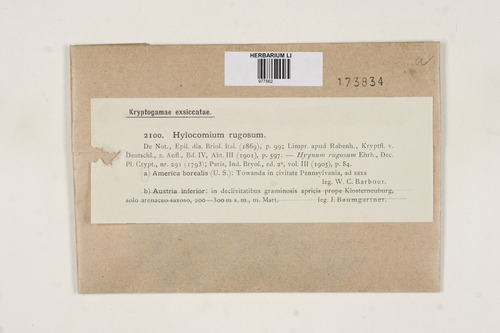 HERBARIUM LI
977562
173834
a
Kryptogamae exsiccatae.
2100. Hylocomium rugosum.
De Not., Epil. dla. Briol. ital. (1869), p. 99; Limpr. apud Rabenh., Kryptfl. v.
Deutschl., 2. Aufl., Bd. IV, Abt. III (1901), p. 597. — Hypnum rugosum Ehrh., Dec.
Pl. Crypt., nr. 291 (1793); Paris, Ind. Bryol., ed. 2a, vol. III (1905), p. 84.
a) America borealis (U. S.): Towanda in civitate Pennsylvania, ad saxa
leg. W. C. Barbour.
b) Austria inferior: in declivitatibus graminosis apricis prope Klosterneuburg,
solo arenaceo-saxoso, 200—300 m s. m., m. Mart. leg. J. Baumgartner.